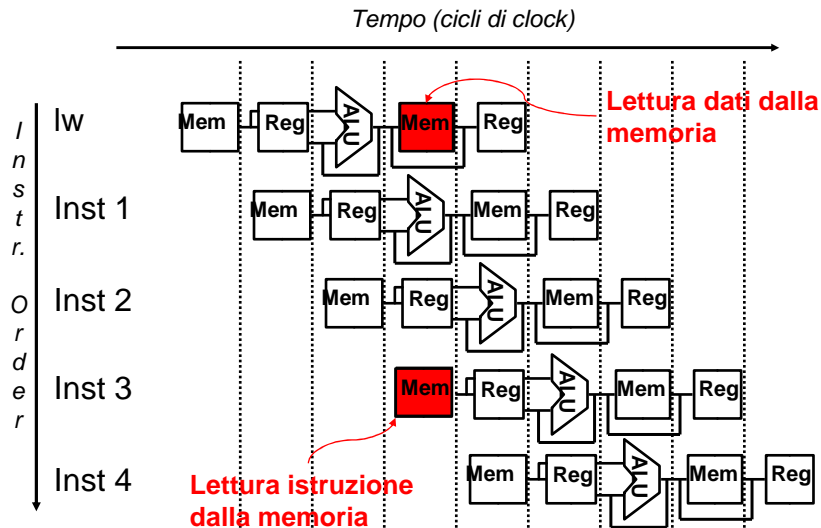 Tempo (cicli di clock)
Instr. Order
lw
Mem Reg ALU Mem Reg
Lettura dati dalla
memoria
Inst 1
Mem Reg ALU Mem Reg
Inst 2
Mem Reg ALU Mem Reg
Inst 3
Mem Reg ALU Mem Reg
Inst 4
Mem Reg ALU Mem Reg
Lettura istruzione
dalla memoria